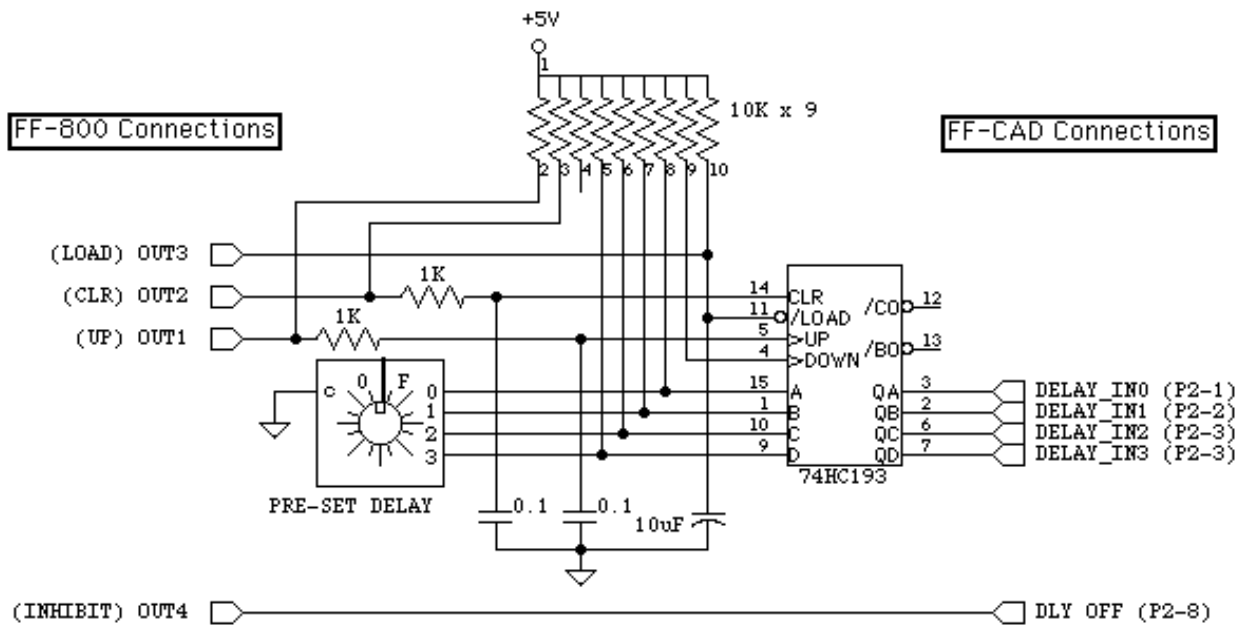 +5V
1
10K x 9
FF-800 Connections
FF-CAD Connections
2 3 4 5 6 7 8 9 10
(LOAD) OUT3
1K
(CLR) OUT2
14 CLR
/CO 12
11 /LOAD
1K
(UP) OUT1
5 >UP
/BO 13
4 >DOWN
0 F
C 0
15 A QA 3 DELAY_IN0 (P2-1)
1
1 B QB 2 DELAY_IN1 (P2-2)
2
10 C QC 6 DELAY_IN2 (P2-3)
3
9 D QD 7 DELAY_IN3 (P2-3)
74HC193
PRE-SET DELAY
0.1
0.1
10uF
(INHIBIT) OUT4
DLY OFF (P2-8)